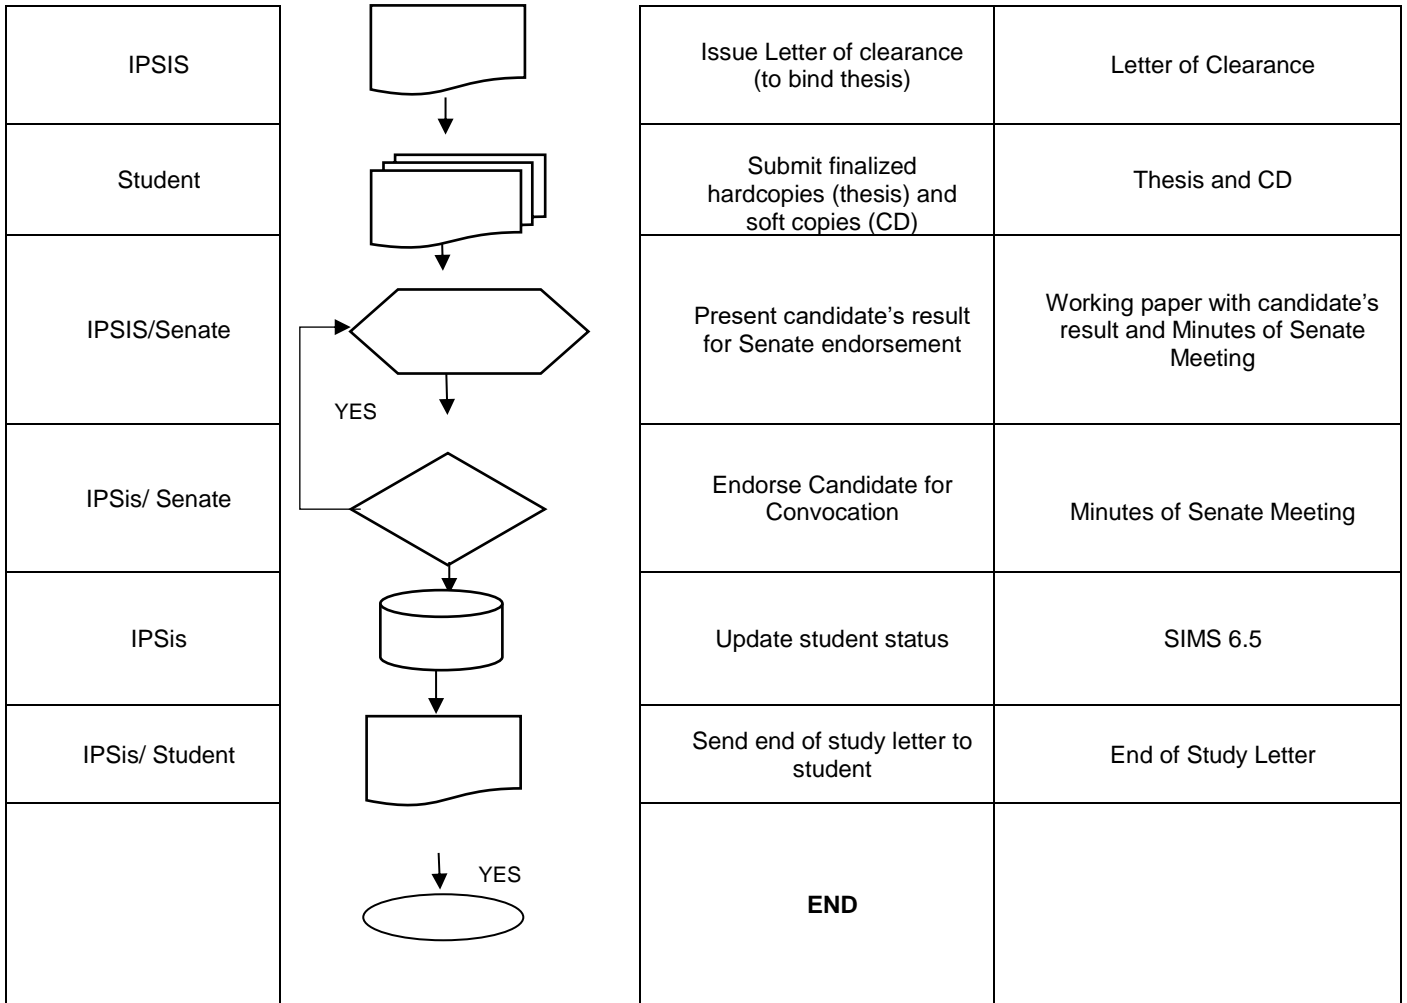 IPSIS
Issue Letter of clearance
(to bind thesis)
Letter of Clearance
Student
Submit finalized
hardcopies (thesis) and
soft copies (CD)
Thesis and CD
IPSIS/Senate
YES
Present candidate’s result
for Senate endorsement
Working paper with candidate’s
result and Minutes of Senate
Meeting
IPSis/ Senate
Endorse Candidate for
Convocation
Minutes of Senate Meeting
IPSis
Update student status
SIMS 6.5
IPSis/ Student
Send end of study letter to
student
End of Study Letter
YES
END